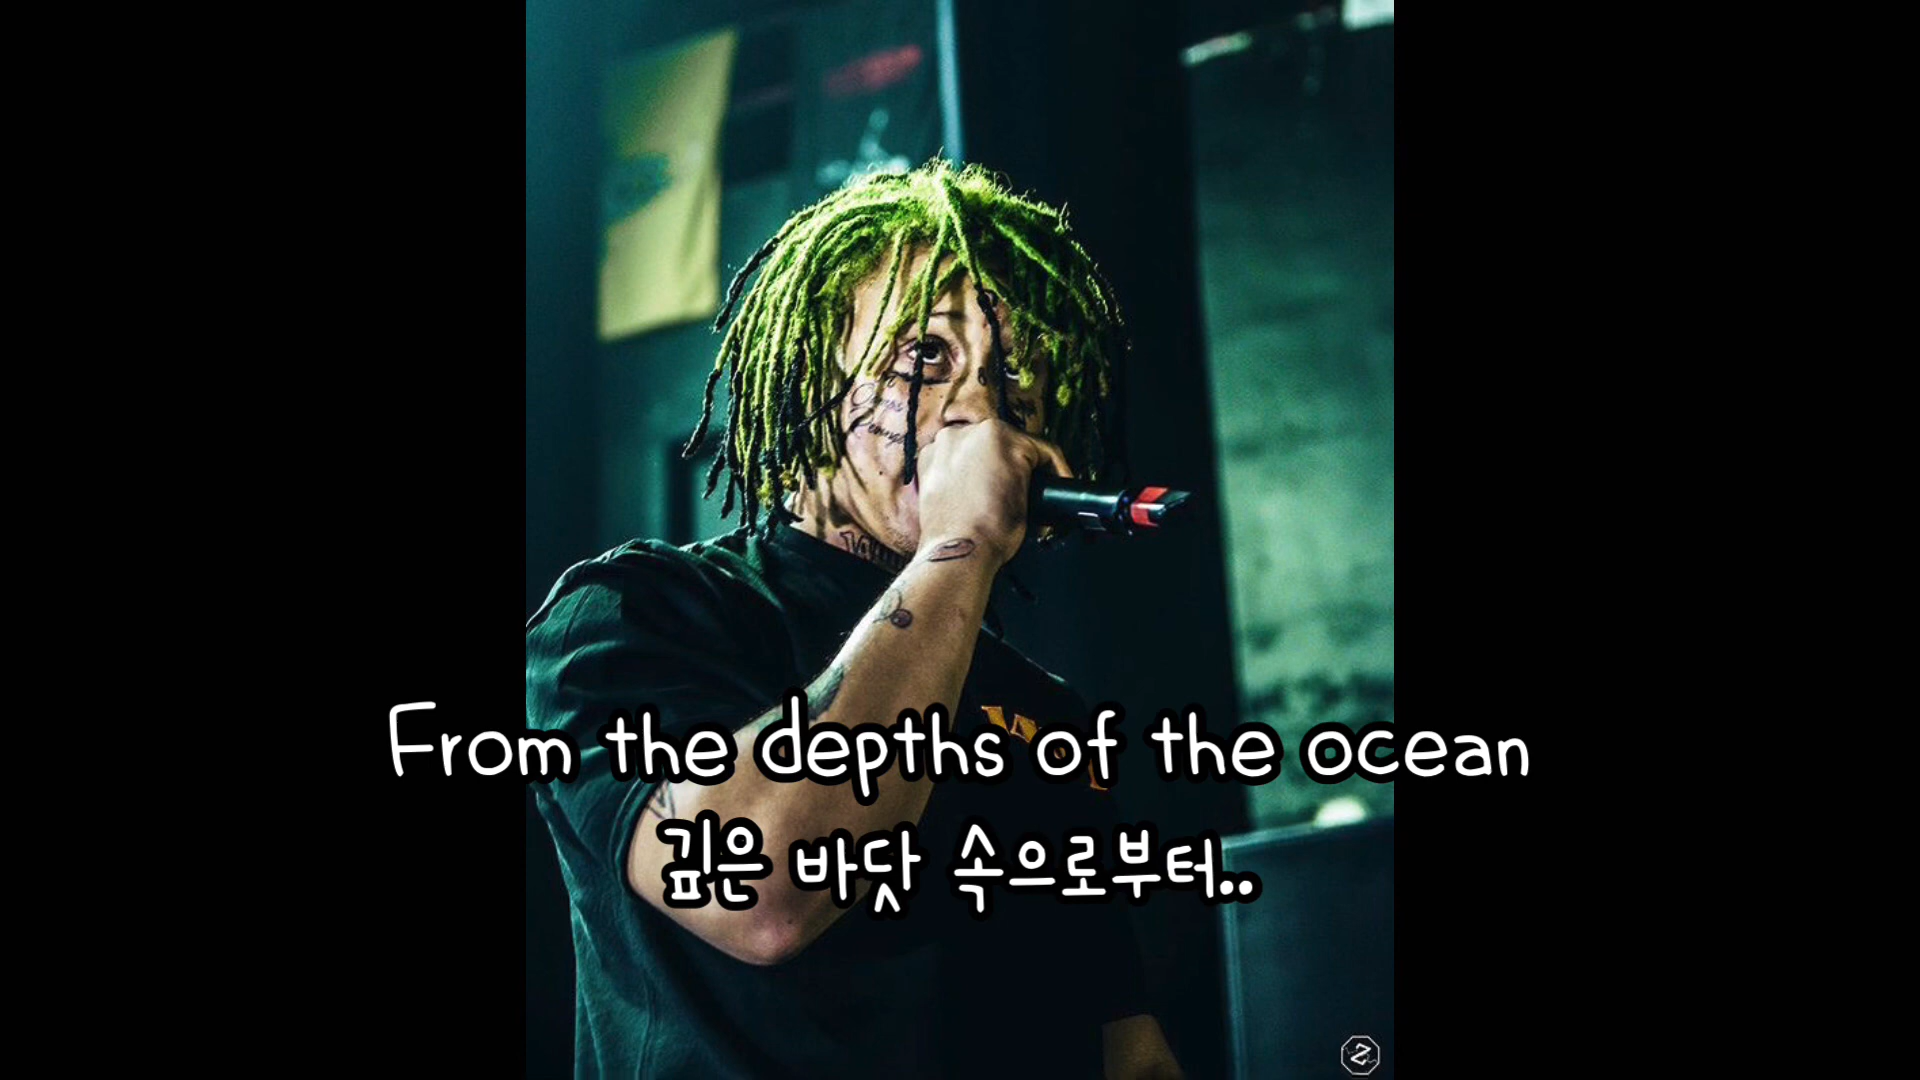 From the depths of the ocean
깊은 바닷 속으로부터..